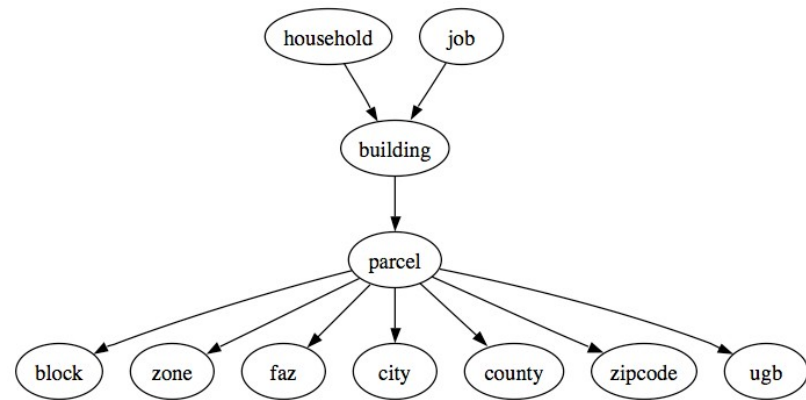 household
job
building
parcel
block
zone
faz
city
county
zipcode
ugb